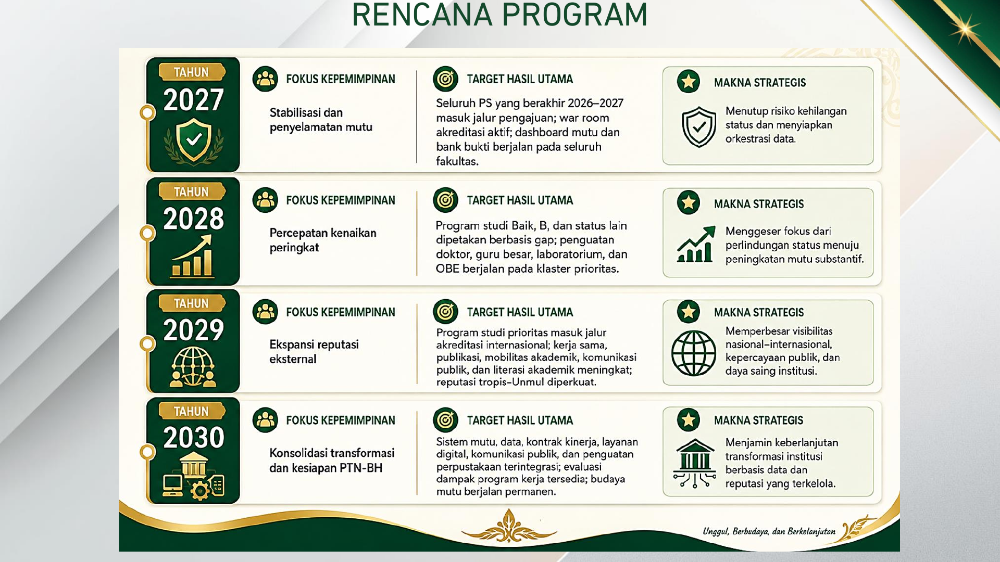 RENCANA PROGRAM
TAHUN
2027
FOKUS KEPEMIMPINAN
Stabilisasi dan
penyelamatan mutu
TARGET HASIL UTAMA
Seluruh PS yang berakhir 2026–2027
masuk jalur pengajuan; war room
akreditasi aktif; dashboard mutu dan
bank bukti berjalan pada seluruh
fakultas.
MAKNA STRATEGIS
Menutup risiko kehilangan
status dan menyiapkan
orkestrasi data.
TAHUN
2028
FOKUS KEPEMIMPINAN
Percepatan kenaikan
peringkat
TARGET HASIL UTAMA
Program studi Baik, B, dan status lain
dipetakan berbasis gap; penguatan
doktor, guru besar, laboratorium, dan
OBE berjalan pada klaster prioritas.
MAKNA STRATEGIS
Menggeser fokus dari
perlindungan status menuju
peningkatan mutu substantif.
TAHUN
2029
FOKUS KEPEMIMPINAN
Ekspansi reputasi
eksternal
TARGET HASIL UTAMA
Program studi prioritas masuk jalur
akreditasi internasional; kerja sama,
publikasi, mobilitas akademik, komunikasi
publik, dan literasi akademik meningkat;
reputasi tropis–Unmul diperkuat.
MAKNA STRATEGIS
Memperbesar visibilitas
nasional–internasional,
kepercayaan publik, dan
daya saing institusi.
TAHUN
2030
FOKUS KEPEMIMPINAN
Konsolidasi transformasi
dan kesiapan PTN-BH
TARGET HASIL UTAMA
Sistem mutu, data, kontrak kinerja, layanan
digital, komunikasi publik, dan penguatan
perpustakaan terintegrasi; evaluasi
dampak program kerja tersedia; budaya
mutu berjalan permanen.
MAKNA STRATEGIS
Menjamin keberlanjutan
transformasi institusi
berbasis data dan
reputasi yang terkelola.
Unggul, Berbudaya, dan Berkelanjutan